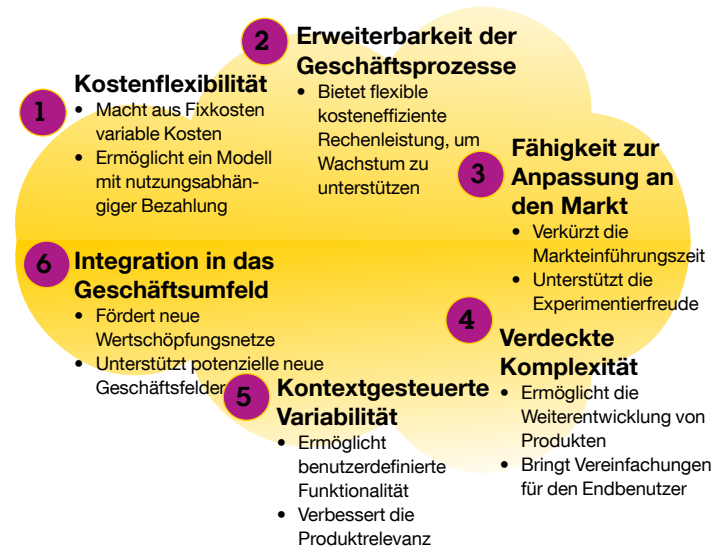 1
Kostenflexibilität
• Macht aus Fixkosten
variable Kosten
• Ermöglicht ein Modell
mit nutzungsabhän-
giger Bezahlung
2
Erweiterbarkeit der
Geschäftsprozesse
• Bietet flexible
kosteneffiziente
Rechenleistung, um
Wachstum zu
unterstützen
3
Fähigkeit zur
Anpassung an
den Markt
• Verkürzt die
Markteinführungszeit
• Unterstützt die
Experimentierfreude
4
Verdeckte
Komplexität
• Ermöglicht die
Weiterentwicklung von
Produkten
• Bringt Vereinfachungen
für den Endbenutzer
5
Kontextgesteuerte
Variabilität
• Ermöglicht
benutzerdefinierte
Funktionalität
• Verbessert die
Produktrelevanz
6
Integration in das
Geschäftsumfeld
• Fördert neue
Wertschöpfungsnetze
• Unterstützt potenzielle neue
Geschäftsfelder